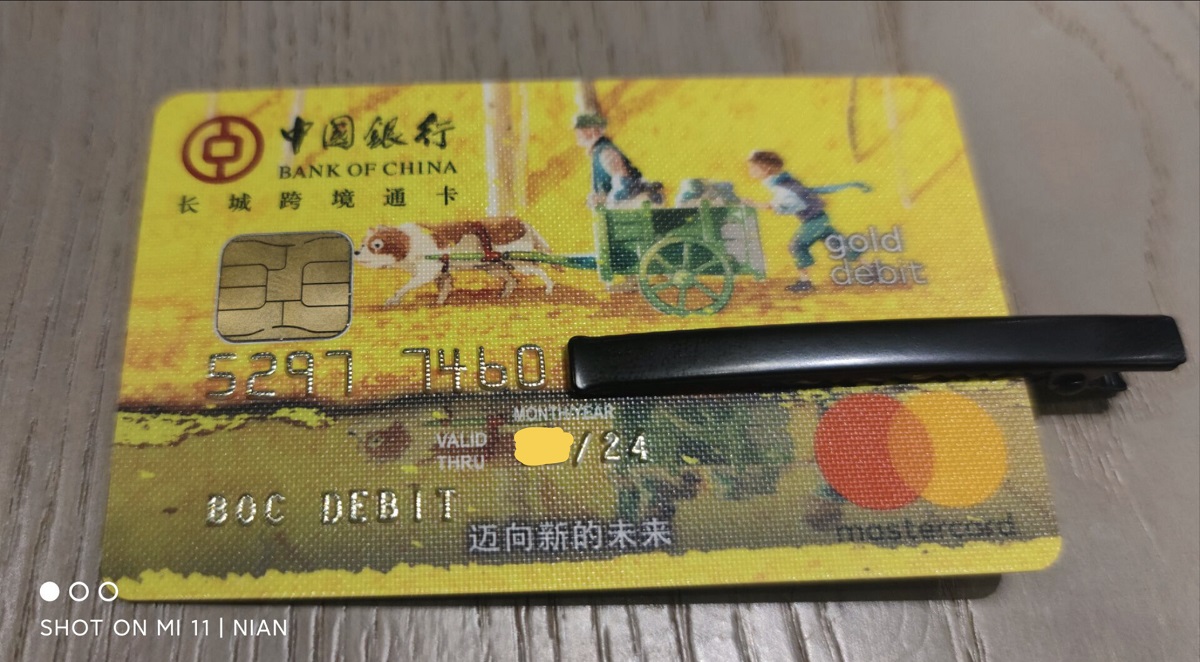 中国银行
BANK OF CHINA
长城跨境通卡
gold
debit
5297 7460
MONTH/YEAR
VALID
THRU
/24
BOC DEBIT
迈向新的未来
mastercard
SHOT ON MI 11 | NIAN